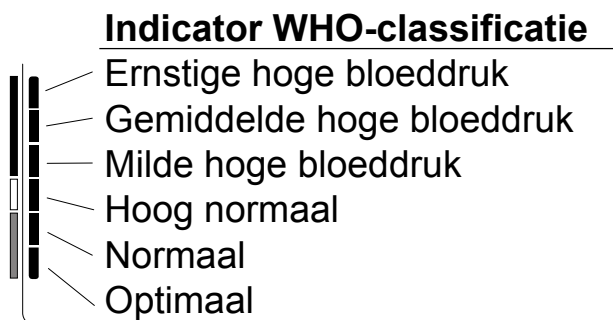 Indicator WHO-classificatie
Ernstige hoge bloeddruk
Gemiddelde hoge bloeddruk
Milde hoge bloeddruk
Hoog normaal
Normaal
Optimaal